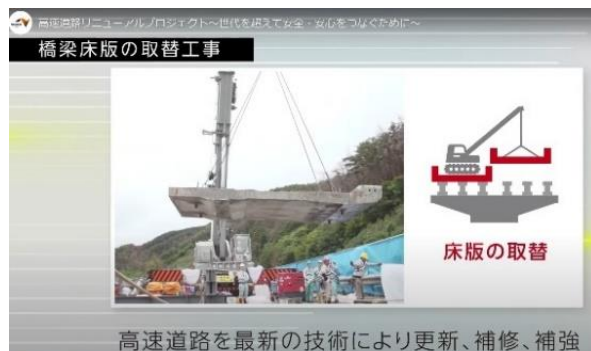 高速道路リニューアルプロジェクト～世代を超えて安全・安心をつなぐために～
橋梁床版の取替工事
床版の取替
高速道路を最新の技術により更新、補修、補強